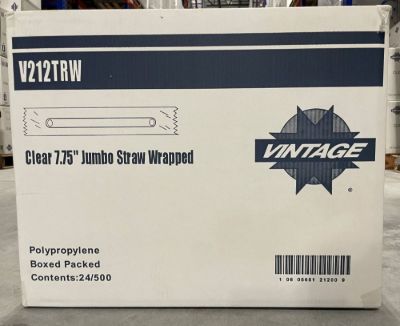 V212TRW
Clear 7.75" Jumbo Straw Wrapped
VINTAGE
®
Polypropylene
Boxed Packed
Contents:24/500